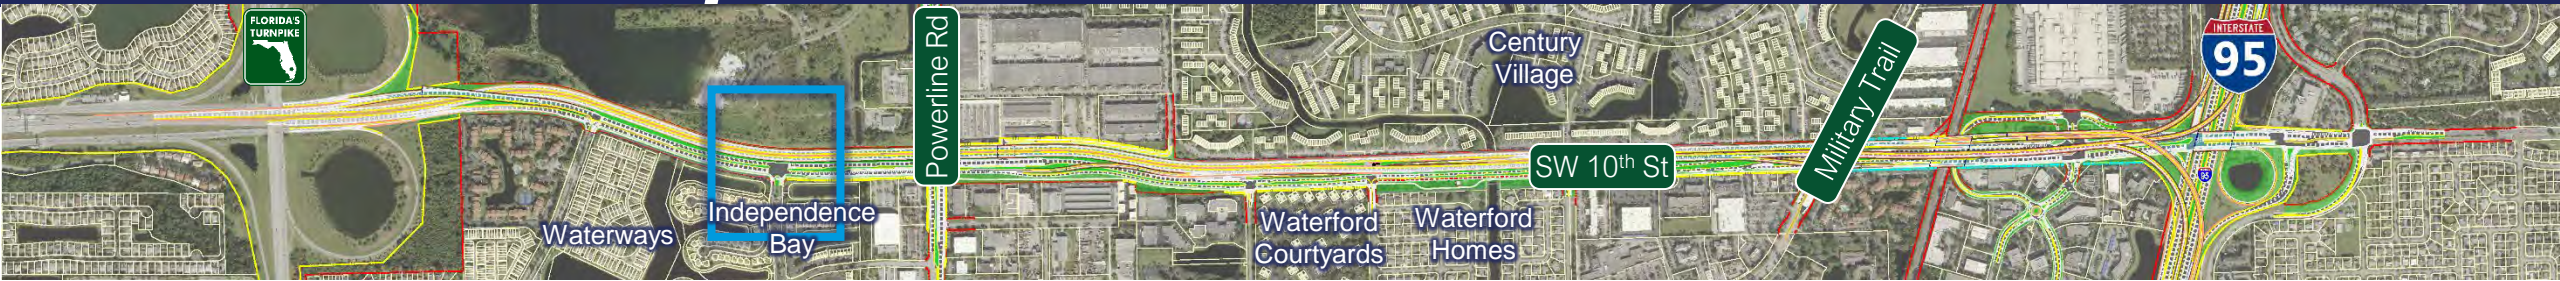 FLORIDA'S
TURNPIKE
Waterways
Independence
Bay
Powerline Rd
Century
Village
Waterford
Courtyards
Waterford
Homes
SW 10th St
Military Trail
INTERSTATE
95
95